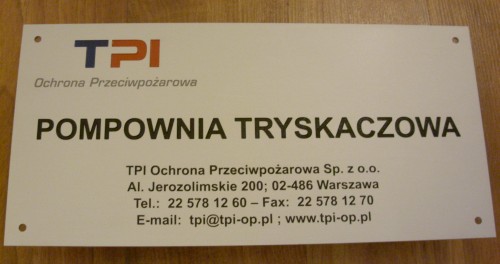 TPI
Ochrona Przeciwpożarowa
POMPOWNIA TRYSKACZOWA
TPI Ochrona Przeciwpożarowa Sp. z o.o.
Al. Jerozolimskie 200; 02-486 Warszawa
Tel.: 22 578 12 60 – Fax: 22 578 12 70
E-mail: tpi@tpi-op.pl ; www.tpi-op.pl